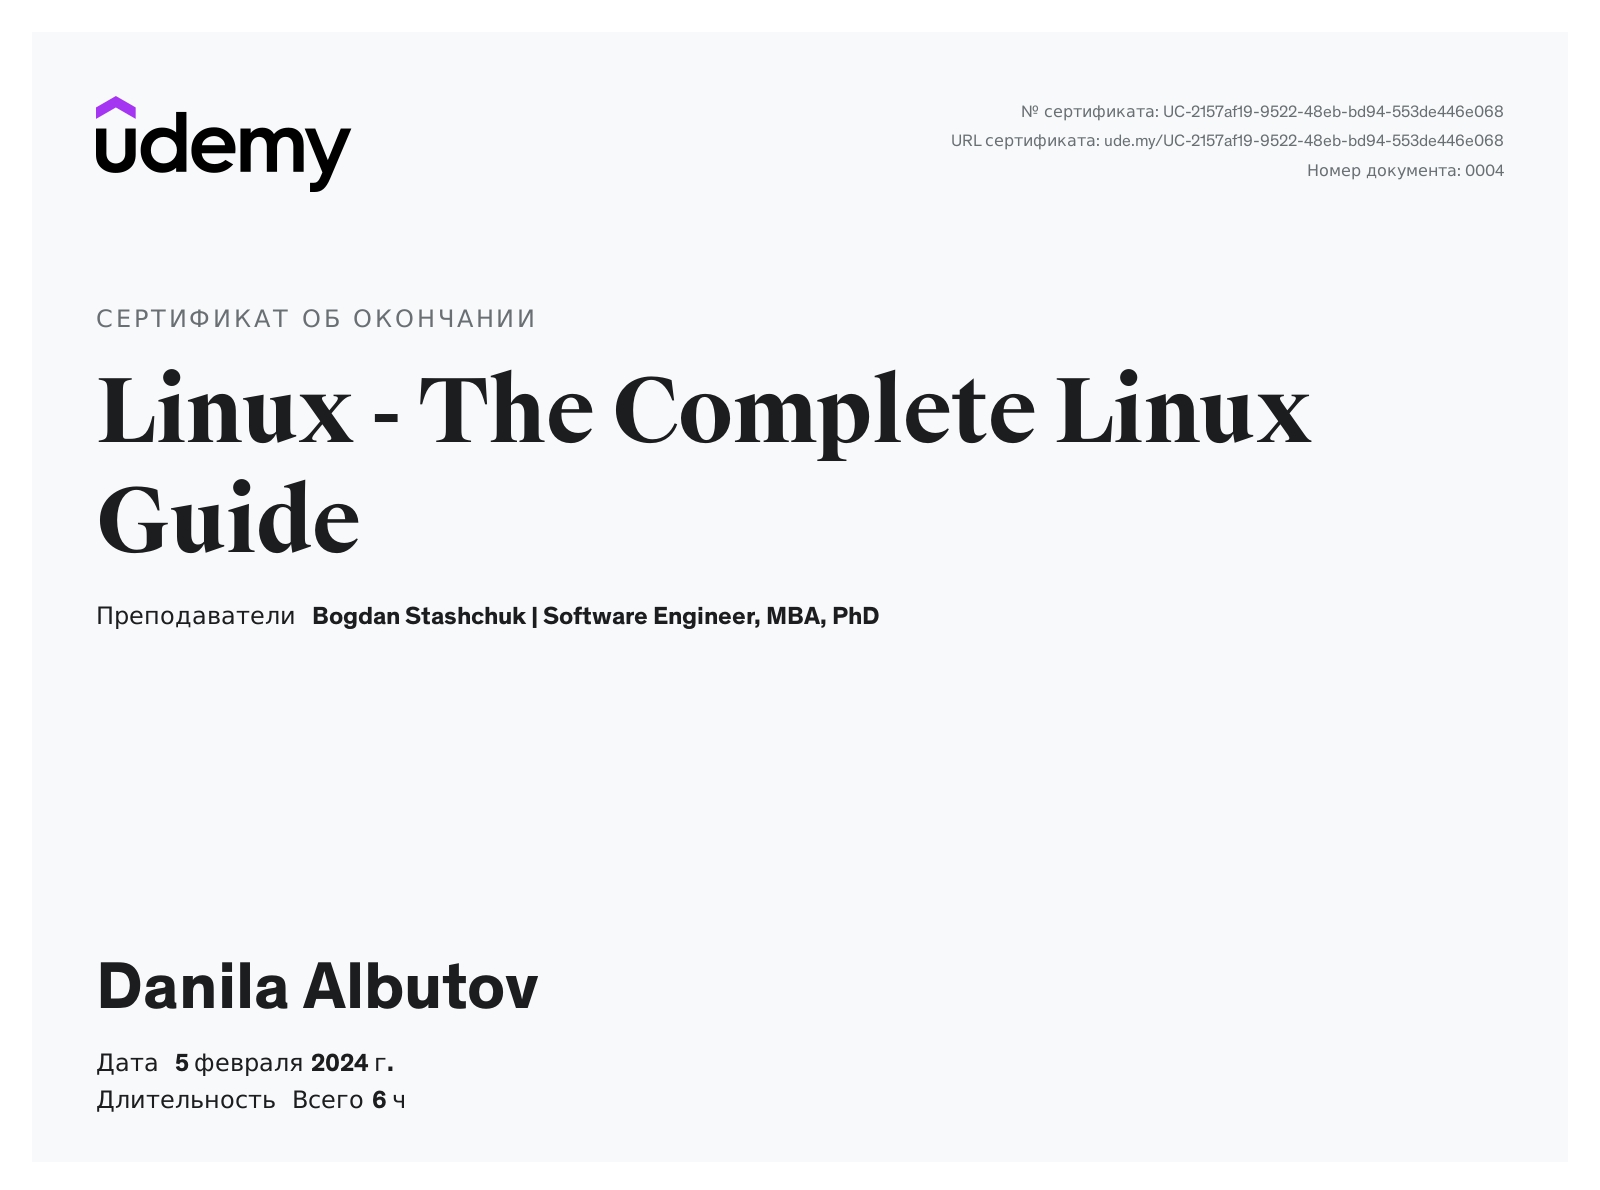 udemy
№ сертификата: UC-2157af19-9522-48eb-bd94-553de446e068
URL сертификата: ude.my/UC-2157af19-9522-48eb-bd94-553de446e068
Номер документа: 0004
СЕРТИФИКАТ ОБ ОКОНЧАНИИ
Linux - The Complete Linux
Guide
Преподаватели Bogdan Stashchuk | Software Engineer, MBA, PhD
Danila Albutov
Дата 5 февраля 2024 г.
Длительность Всего 6 ч